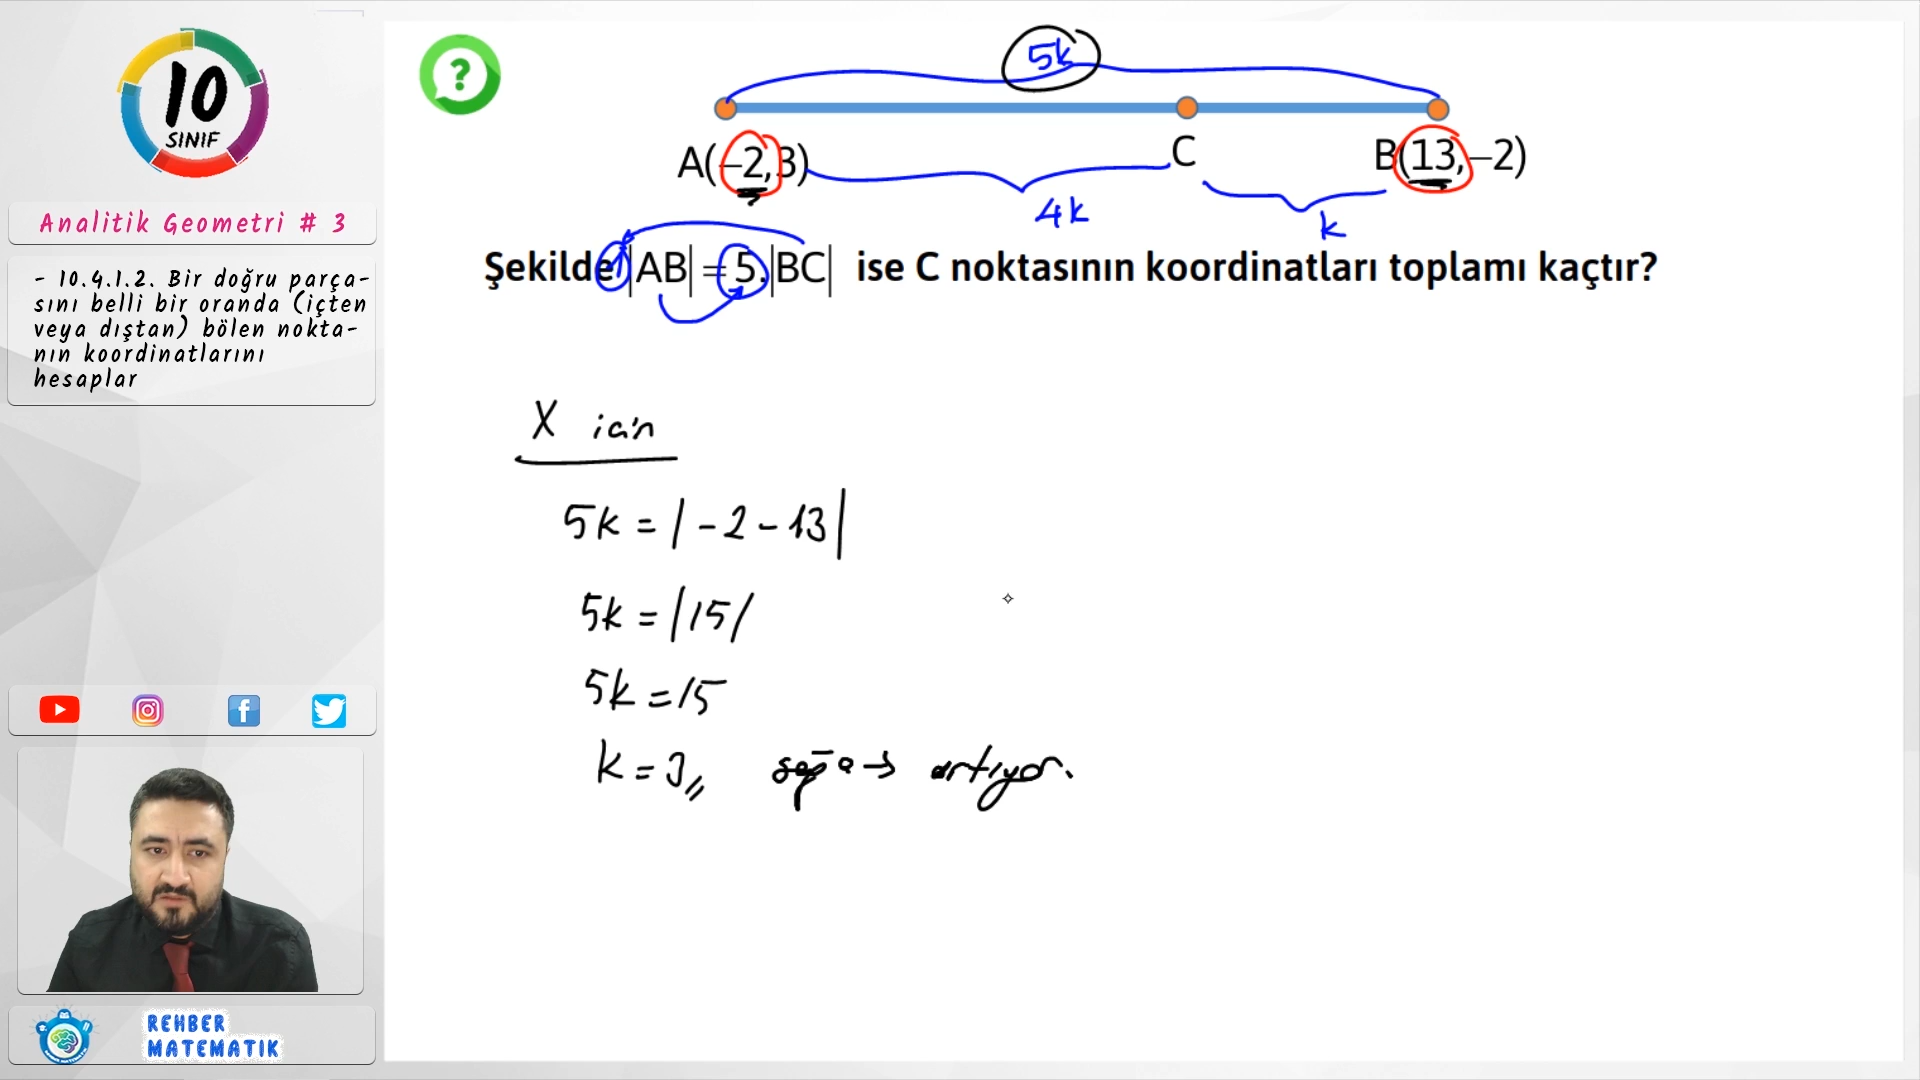 10
SINIF
Analitik Geometri # 3
- 10.4.1.2. Bir doğru parça-
sını belli bir oranda (içten
veya dıştan) bölen nokta-
nın koordinatlarını
hesaplar
REHBER
MATEMATİK
?
5k
A(–2,3) C B(13,–2)
4k k
Şekilde |AB| = 5.|BC| ise C noktasının koordinatları toplamı kaçtır?
X için
5k = |-2-13|
5k = |15|
5k = 15
k = 3 sağa → artıyor.